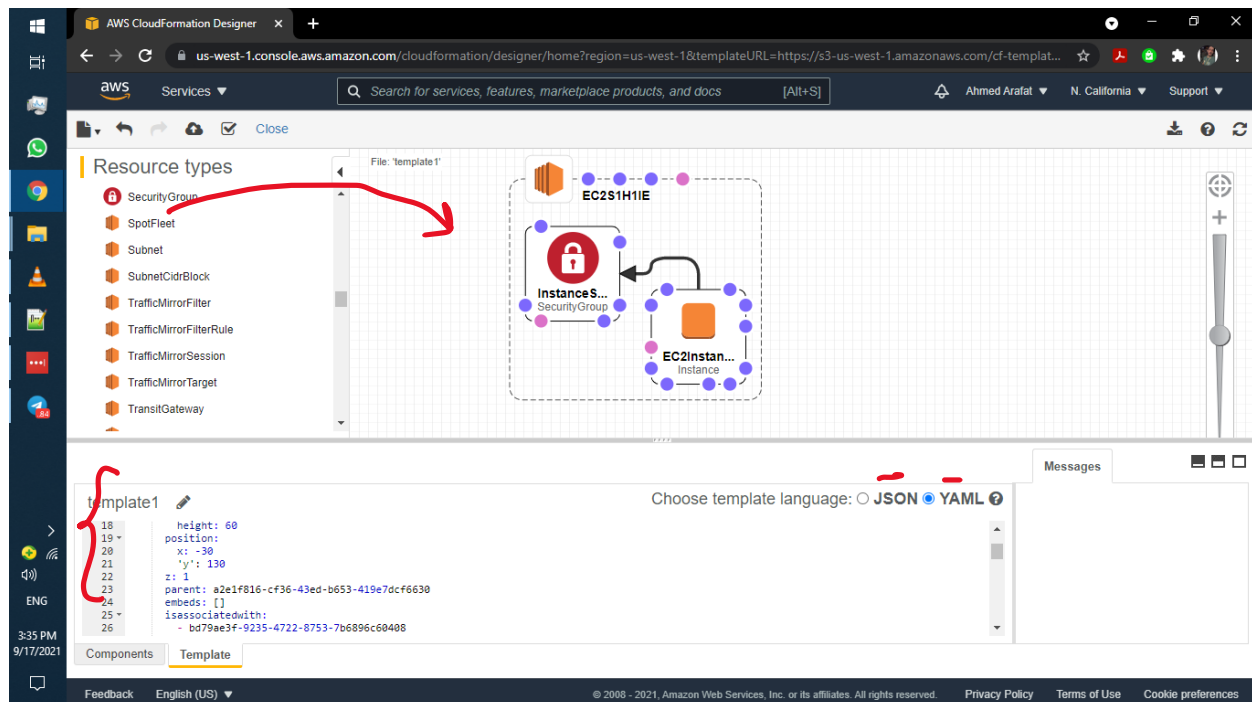 AWS CloudFormation Designer
us-west-1.console.aws.amazon.com/cloudformation/designer/home?region=us-west-1&templateURL=https://s3-us-west-1.amazonaws.com/cf-templat...
aws Services ▼ Search for services, features, marketplace products, and docs [Alt+S] Ahmed Arafat ▼ N. California ▼ Support ▼
Close
Resource types
SecurityGroup
SpotFleet
Subnet
SubnetCidrBlock
TrafficMirrorFilter
TrafficMirrorFilterRule
TrafficMirrorSession
TrafficMirrorTarget
TransitGateway
File: 'template1'
EC2S1H1IE
InstanceS...
SecurityGroup
EC2Instan...
Instance
Messages
template1
Choose template language: JSON YAML
18 height: 60
19 position:
20 x: -30
21 'y': 130
22 z: 1
23 parent: a2e1f816-cf36-43ed-b653-419e7dcf6630
24 embeds: []
25 isassociatedwith:
26 - bd79ae3f-9235-4722-8753-7b6896c60408
Components Template
84
ENG
3:35 PM
9/17/2021
Feedback English (US) ▼ © 2008 - 2021, Amazon Web Services, Inc. or its affiliates. All rights reserved. Privacy Policy Terms of Use Cookie preferences